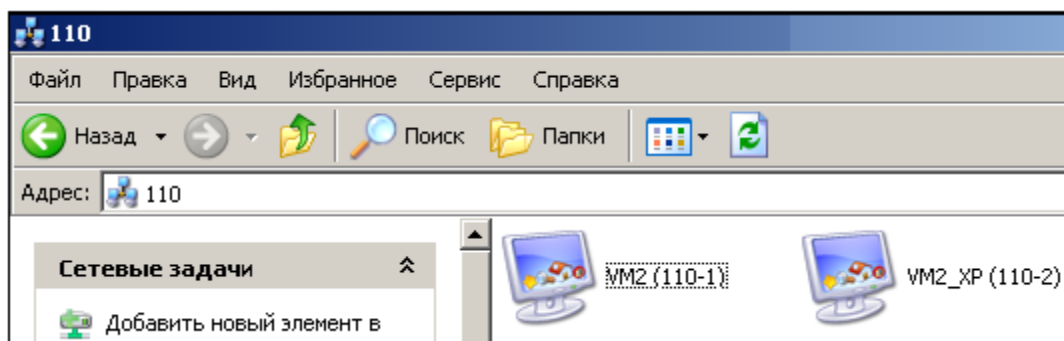 110
Файл Правка Вид Избранное Сервис Справка
Назад Поиск Папки
Адрес: 110
Сетевые задачи
VM2 (110-1) VM2_XP (110-2)
Добавить новый элемент в